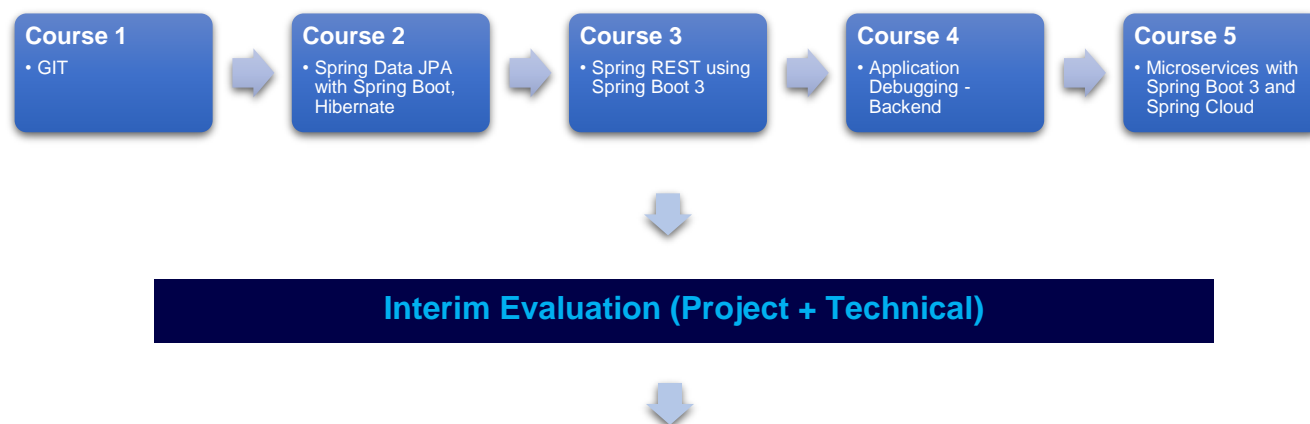 Course 1
• GIT
Course 2
• Spring Data JPA
with Spring Boot,
Hibernate
Course 3
• Spring REST using
Spring Boot 3
Course 4
• Application
Debugging -
Backend
Course 5
• Microservices with
Spring Boot 3 and
Spring Cloud
Interim Evaluation (Project + Technical)